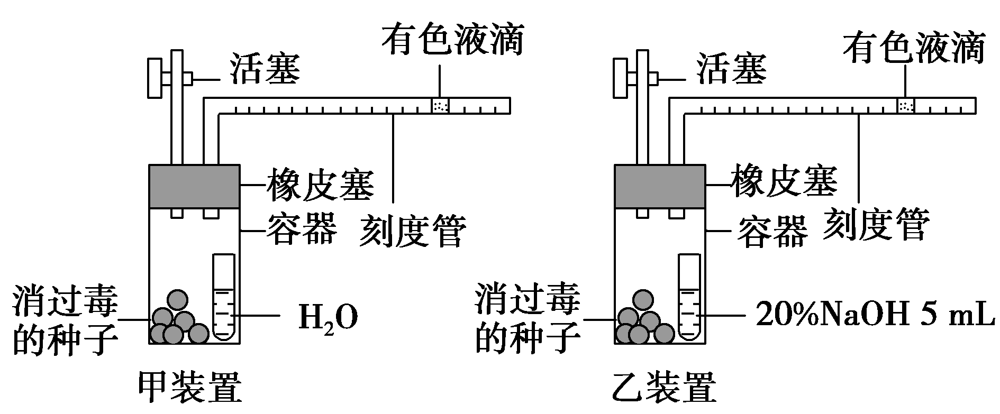 有色液滴
活塞
橡皮塞
容器
刻度管
消过毒
的种子
H₂O
甲装置
有色液滴
活塞
橡皮塞
容器
刻度管
消过毒
的种子
20%NaOH 5 mL
乙装置